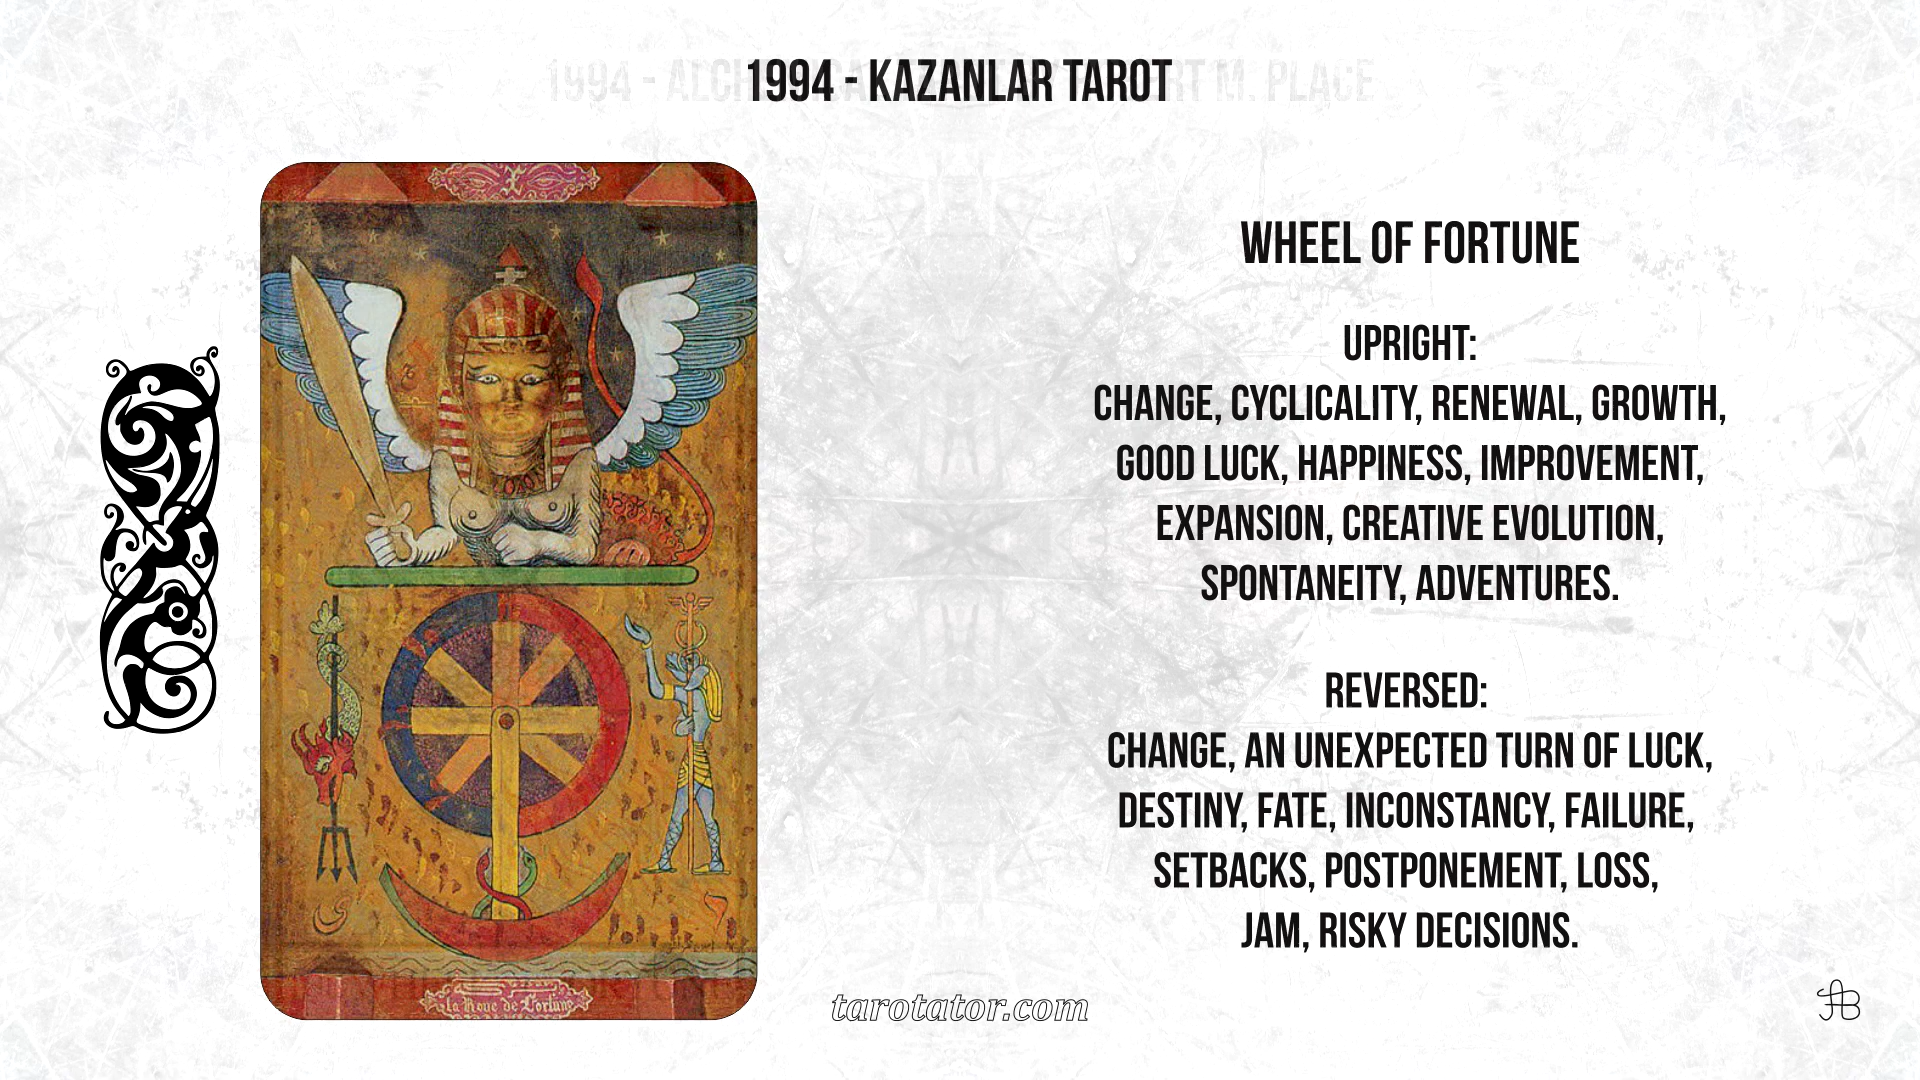 1994 - KAZANLAR TAROT
WHEEL OF FORTUNE
UPRIGHT:
CHANGE, CYCLICALITY, RENEWAL, GROWTH,
GOOD LUCK, HAPPINESS, IMPROVEMENT,
EXPANSION, CREATIVE EVOLUTION,
SPONTANEITY, ADVENTURES.
REVERSED:
CHANGE, AN UNEXPECTED TURN OF LUCK,
DESTINY, FATE, INCONSTANCY, FAILURE,
SETBACKS, POSTPONEMENT, LOSS,
JAM, RISKY DECISIONS.
la Roue de Fortune
tarotator.com